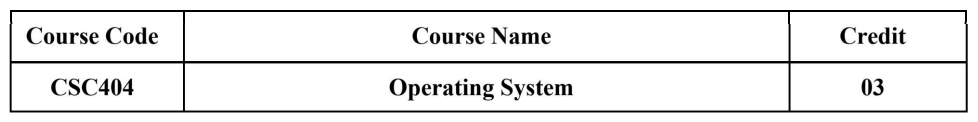 Course Code Course Name Credit
CSC404 Operating System 03